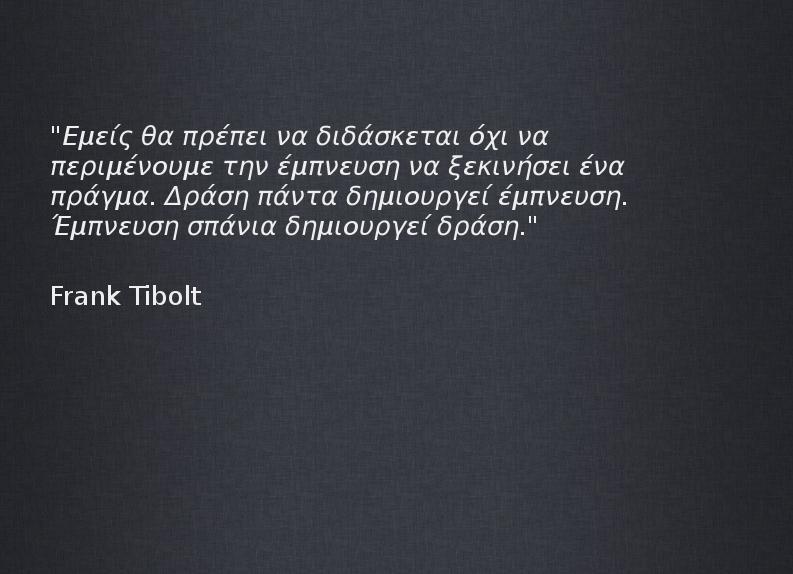 "Εμείς θα πρέπει να διδάσκεται όχι να
περιμένουμε την έμπνευση να ξεκινήσει ένα
πράγμα. Δράση πάντα δημιουργεί έμπνευση.
Έμπνευση σπάνια δημιουργεί δράση."
Frank Tibolt